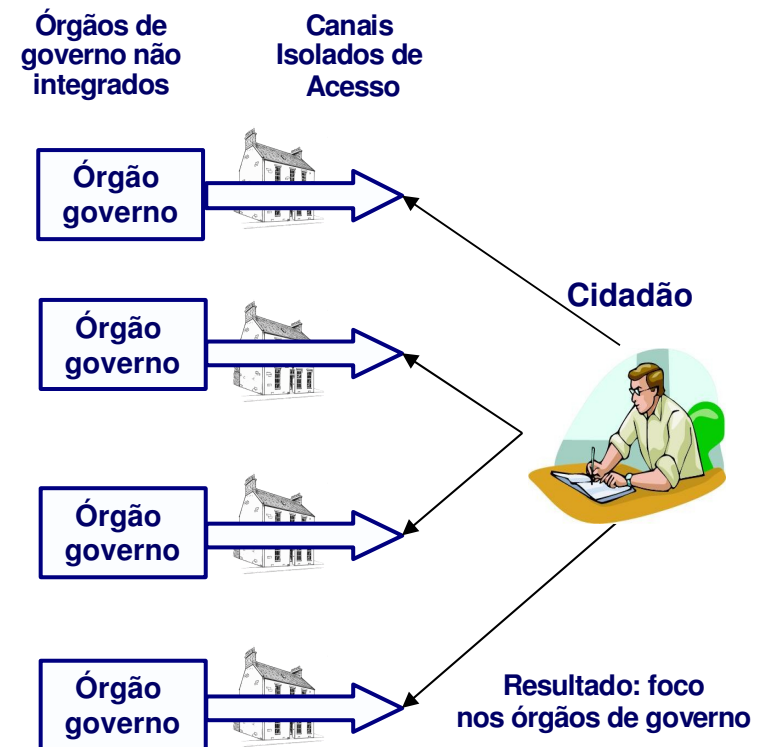 Órgãos de
governo não
integrados
Canais
Isolados de
Acesso
Órgão
governo
Órgão
governo
Órgão
governo
Órgão
governo
Cidadão
Resultado: foco
nos órgãos de governo